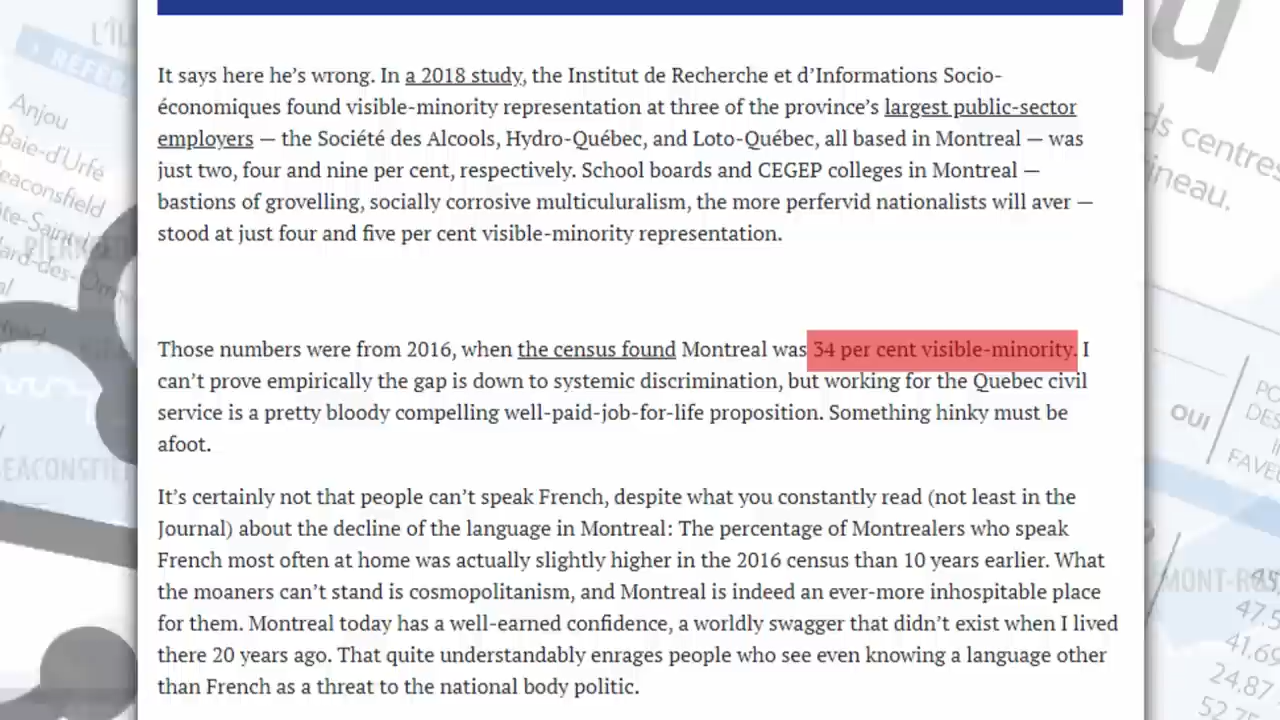 It says here he’s wrong. In a 2018 study, the Institut de Recherche et d’Informations Socio-
économiques found visible-minority representation at three of the province’s largest public-sector
employers — the Société des Alcools, Hydro-Québec, and Loto-Québec, all based in Montreal — was
just two, four and nine per cent, respectively. School boards and CEGEP colleges in Montreal —
bastions of grovelling, socially corrosive multiculuralism, the more perfervid nationalists will aver —
stood at just four and five per cent visible-minority representation.
Those numbers were from 2016, when the census found Montreal was 34 per cent visible-minority. I
can’t prove empirically the gap is down to systemic discrimination, but working for the Quebec civil
service is a pretty bloody compelling well-paid-job-for-life proposition. Something hinky must be
afoot.
It’s certainly not that people can’t speak French, despite what you constantly read (not least in the
Journal) about the decline of the language in Montreal: The percentage of Montrealers who speak
French most often at home was actually slightly higher in the 2016 census than 10 years earlier. What
the moaners can’t stand is cosmopolitanism, and Montreal is indeed an ever-more inhospitable place
for them. Montreal today has a well-earned confidence, a worldly swagger that didn’t exist when I lived
there 20 years ago. That quite understandably enrages people who see even knowing a language other
than French as a threat to the national body politic.
Anjou
Baie-d’Urfé
eaconsfield
centres
ineau.
OUI
47.5
41.69
24.87
52.75